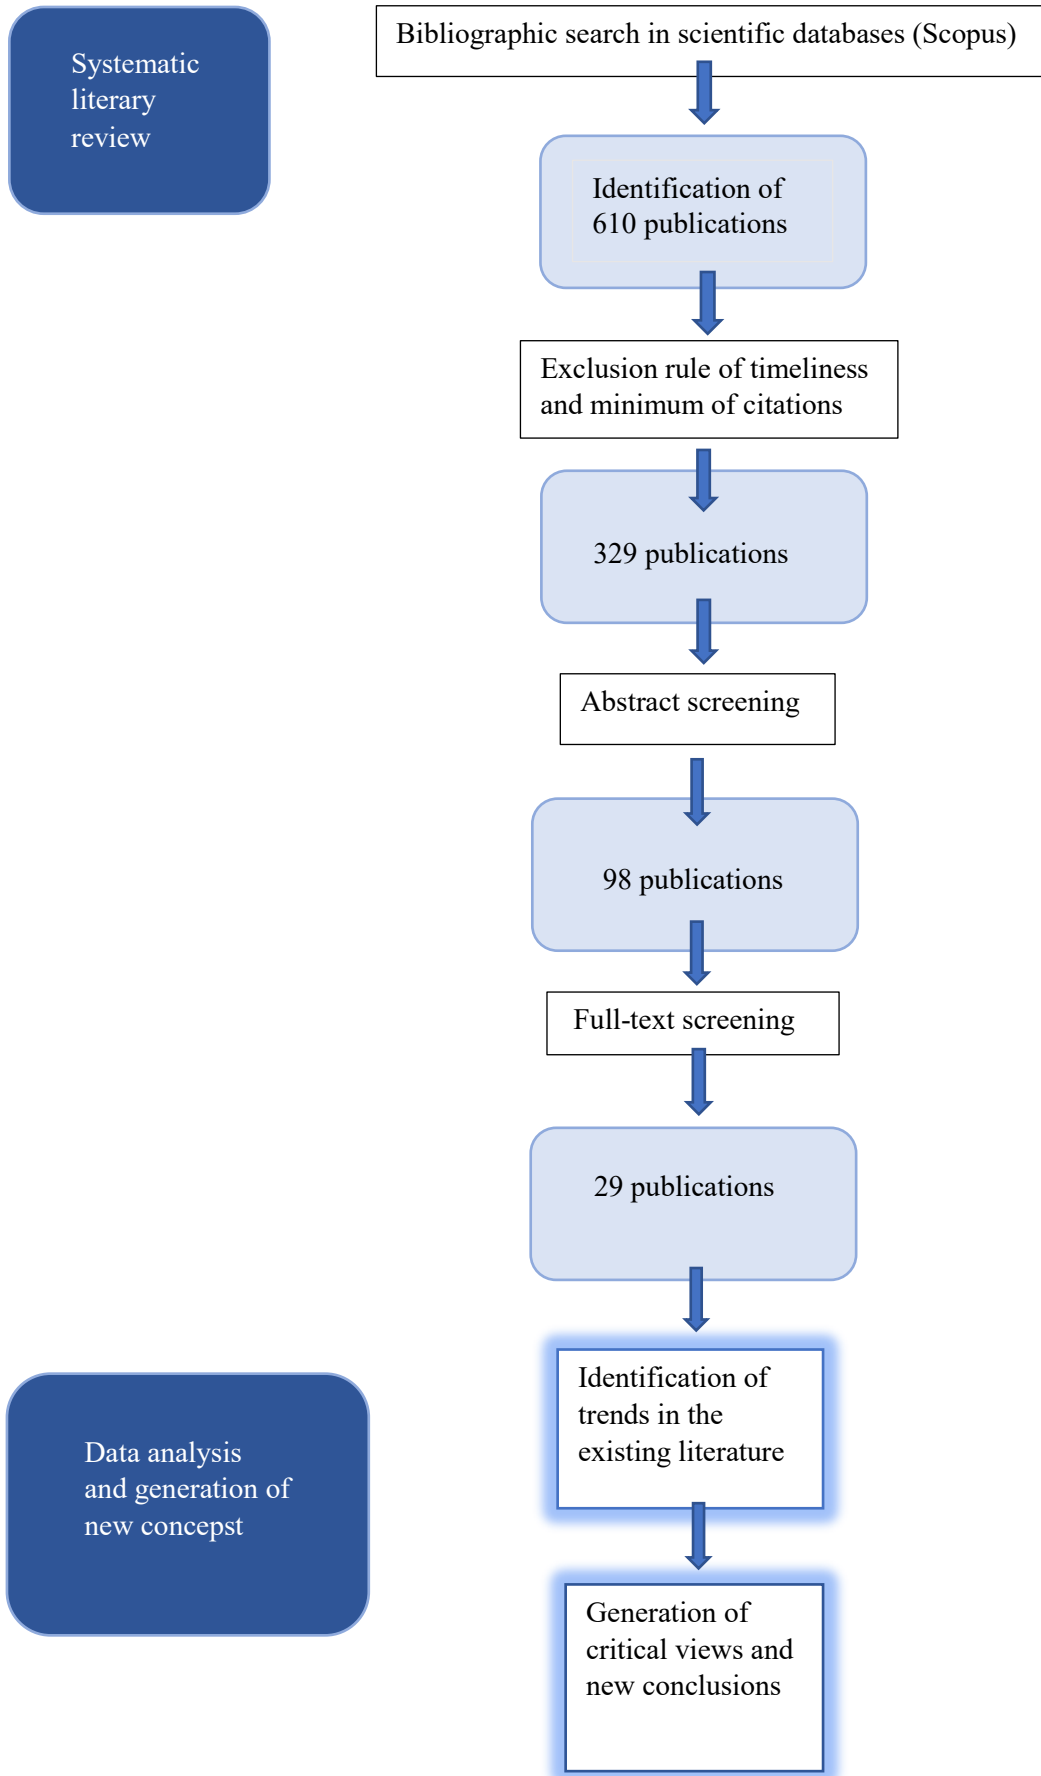 Systematic
literary
review
Bibliographic search in scientific databases (Scopus)
Identification of
610 publications
Exclusion rule of timeliness
and minimum of citations
329 publications
Abstract screening
98 publications
Full-text screening
29 publications
Data analysis
and generation of
new concepst
Identification of
trends in the
existing literature
Generation of
critical views and
new conclusions